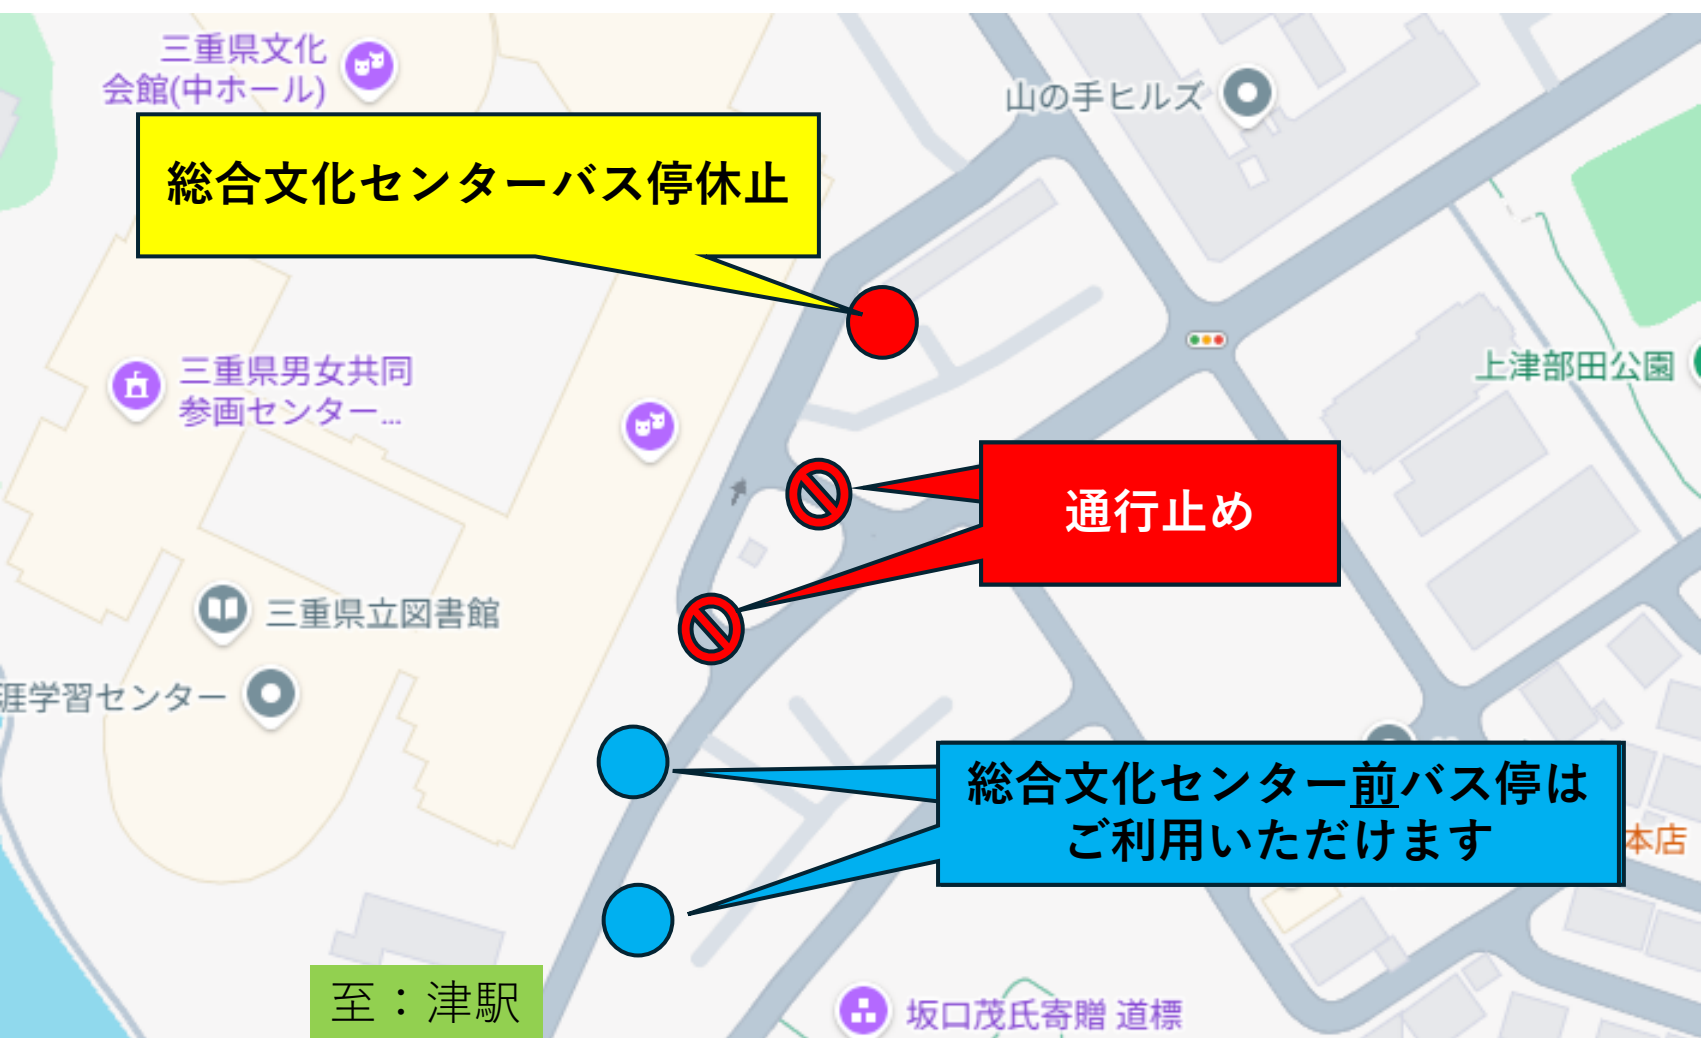 三重県文化
会館(中ホール)
山の手ヒルズ
総合文化センターバス停休止
三重県男女共同
参画センター...
上津部田公園
通行止め
三重県立図書館
涯学習センター
総合文化センター前バス停は
ご利用いただけます
本店
至：津駅
坂口茂氏寄贈 道標